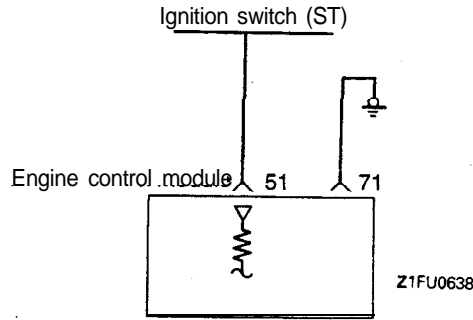 Ignition switch (ST)
Engine control module 51 71
Z1FU0638